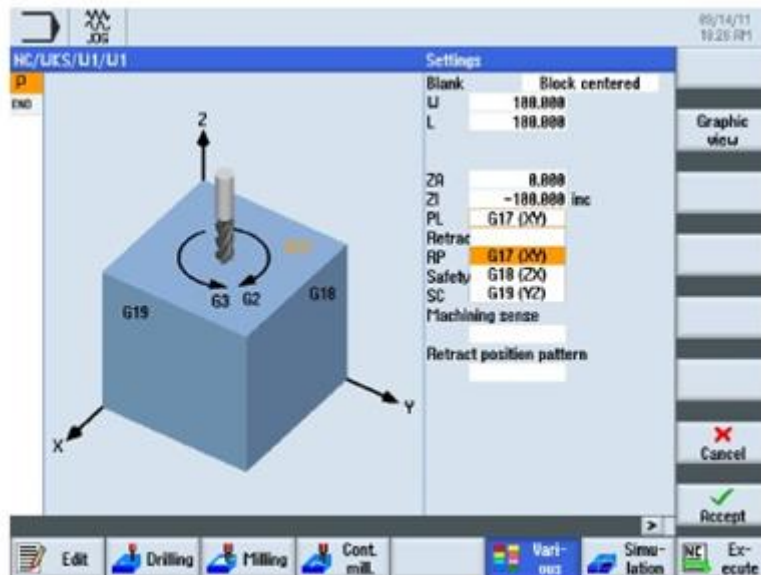 JOG
09/14/11
10:26 AM
NC/WKS/W1/W1
Settings
P
END
Blank Block centered
W 100.000
L 100.000
Graphic
view
ZA 0.000
ZI -100.000 inc
PL G17 (XY)
Retrac
RP G17 (XY)
Safety G18 (ZX)
SC G19 (YZ)
Machining sense
Retract position pattern
Z
G19
G3
G2
G18
X
Y
Cancel
Accept
>
Edit
Drilling
Milling
Cont.
mill.
Vari-
ous
Simu-
lation
NC
Ex-
ecute